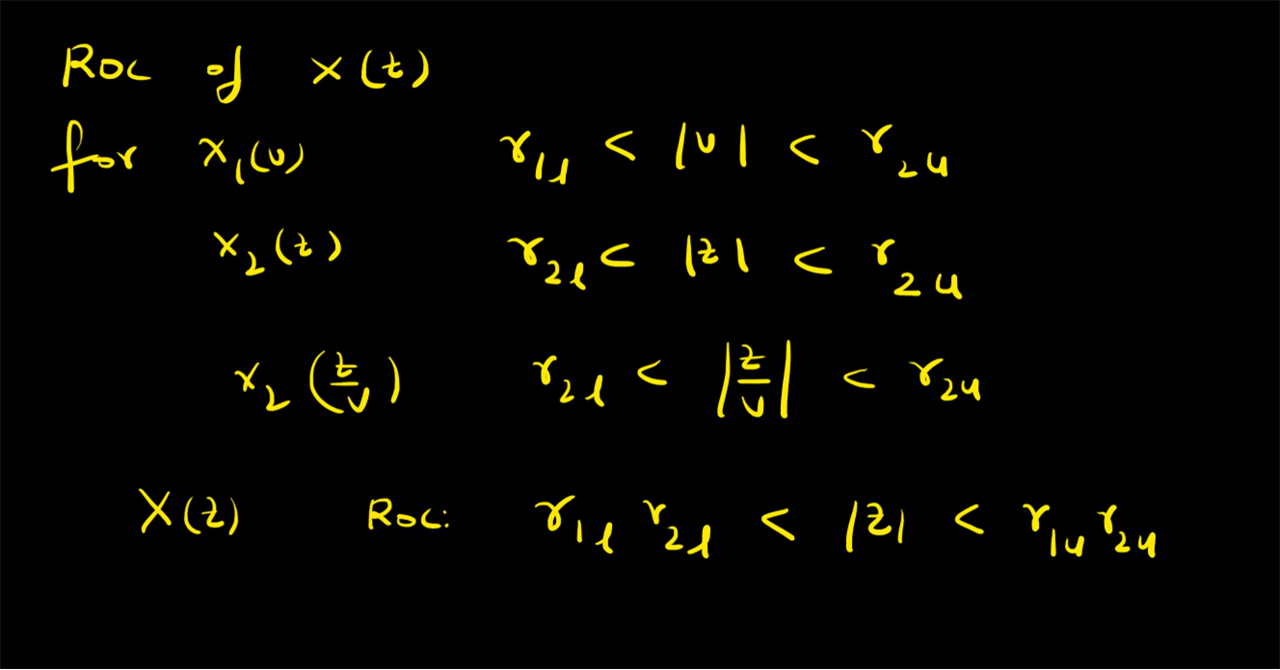 ROC of X(z)
for X₁(v) r₁ₗ < |v| < r₂ᵤ
X₂(z) r₂ₗ < |z| < r₂ᵤ
X₂(z/v) r₂ₗ < |z/v| < r₂ᵤ
X(z) ROC: r₁ₗ r₂ₗ < |z| < r₁ᵤ r₂ᵤ